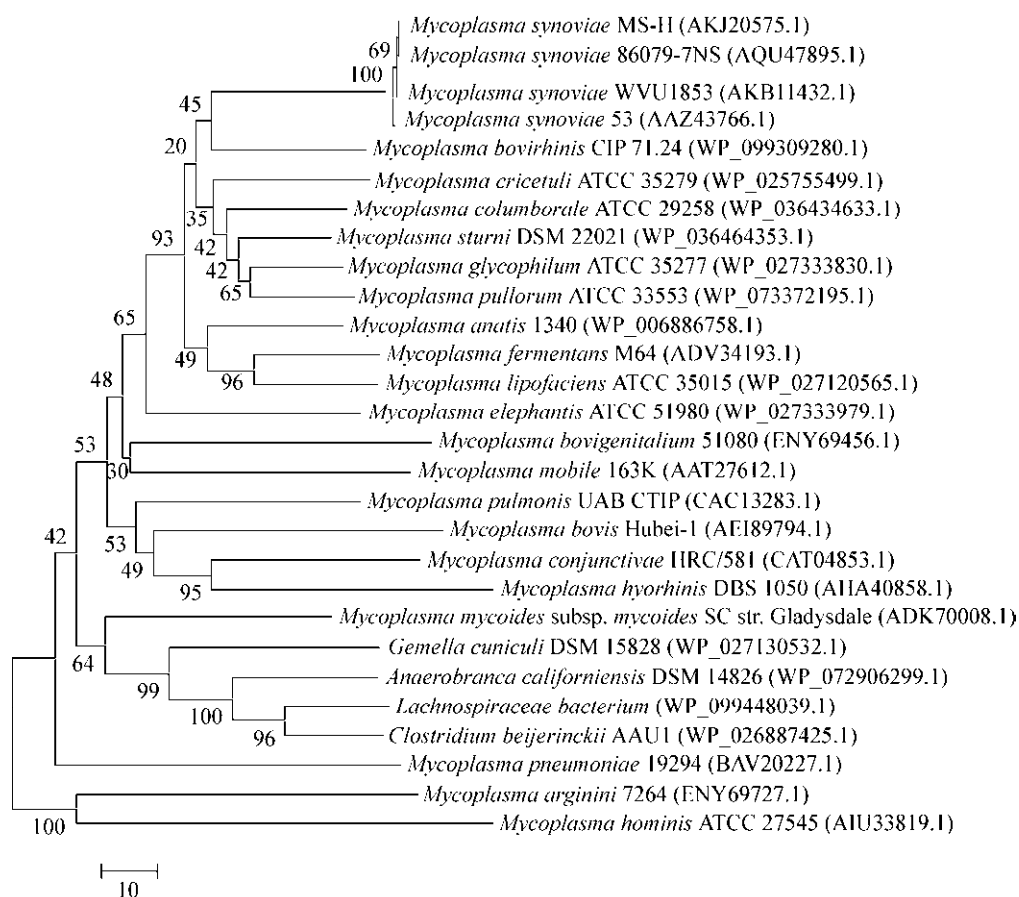 Mycoplasma synoviae MS-H (AKJ20575.1)
69
Mycoplasma synoviae 86079-7NS (AQU47895.1)
100
Mycoplasma synoviae WVU1853 (AKB11432.1)
45
Mycoplasma synoviae 53 (AAZ43766.1)
20
Mycoplasma bovirhinis CIP 71.24 (WP_099309280.1)
Mycoplasma cricetuli ATCC 35279 (WP_025755499.1)
35
Mycoplasma columborale ATCC 29258 (WP_036434633.1)
93
42
Mycoplasma sturni DSM 22021 (WP_036464353.1)
42
Mycoplasma glycophilum ATCC 35277 (WP_027333830.1)
65
Mycoplasma pullorum ATCC 33553 (WP_073372195.1)
65
Mycoplasma anatis 1340 (WP_006886758.1)
49
Mycoplasma fermentans M64 (ADV34193.1)
96
48
Mycoplasma lipofaciens ATCC 35015 (WP_027120565.1)
Mycoplasma elephantis ATCC 51980 (WP_027333979.1)
53
Mycoplasma bovigenitalium 51080 (ENY69456.1)
30
Mycoplasma mobile 163K (AAT27612.1)
Mycoplasma pulmonis UAB CTIP (CAC13283.1)
42
53
Mycoplasma bovis Hubei-1 (AEI89794.1)
49
Mycoplasma conjunctivae HRC/581 (CAT04853.1)
95
Mycoplasma hyorhinis DBS 1050 (AHA40858.1)
Mycoplasma mycoides subsp. mycoides SC str. Gladysdale (ADK70008.1)
64
Gemella cuniculi DSM 15828 (WP_027130532.1)
99
Anaerobranca californiensis DSM 14826 (WP_072906299.1)
100
Lachnospiraceae bacterium (WP_099448039.1)
96
Clostridium beijerinckii AAU1 (WP_026887425.1)
Mycoplasma pneumoniae 19294 (BAV20227.1)
Mycoplasma arginini 7264 (ENY69727.1)
100
Mycoplasma hominis ATCC 27545 (AIU33819.1)
10